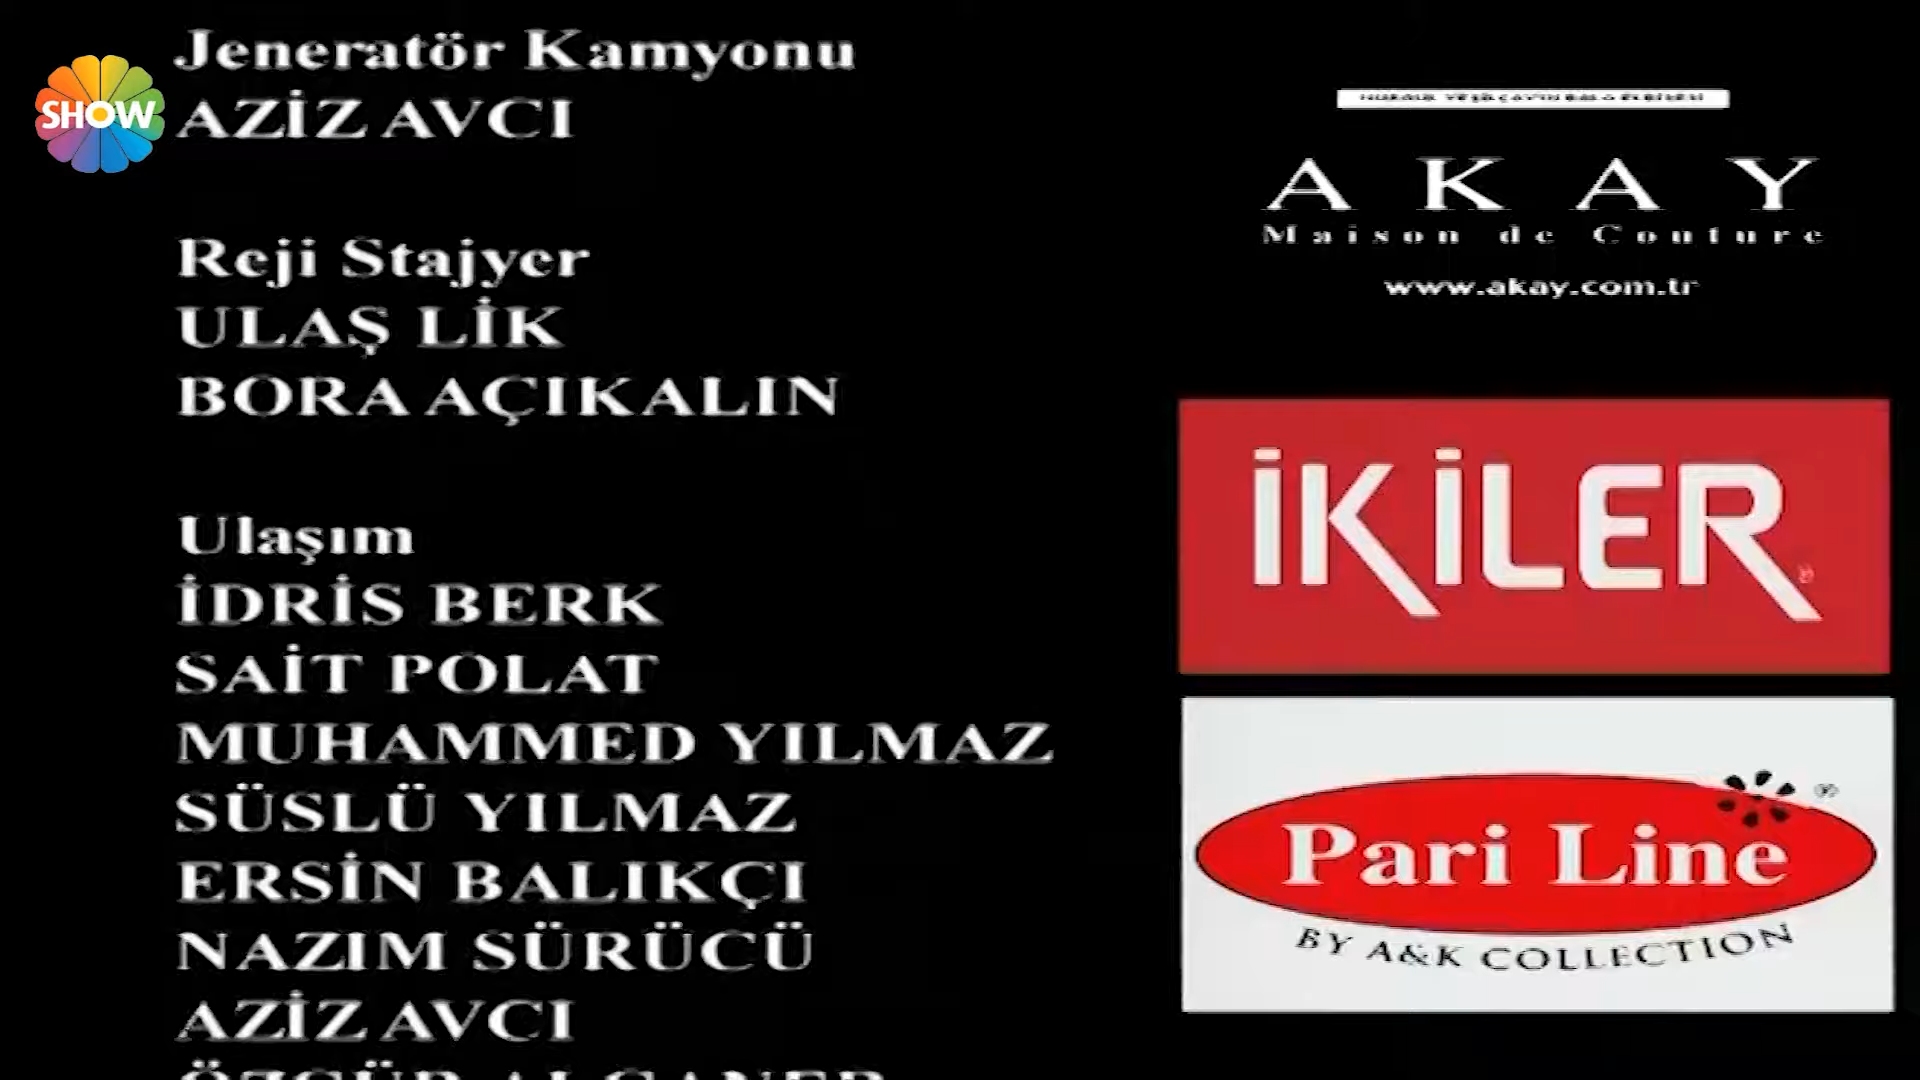 SHOW
Jeneratör Kamyonu
AZİZ AVCI
Reji Stajyer
ULAŞ LİK
BORA AÇIKALIN
Ulaşım
İDRİS BERK
SAİT POLAT
MUHAMMED YILMAZ
SÜSLÜ YILMAZ
ERSİN BALIKÇI
NAZIM SÜRÜCÜ
AZİZ AVCI
AKAY
Maison de Couture
www.akay.com.tr
İKİLER
Pari Line
BY A&K COLLECTION